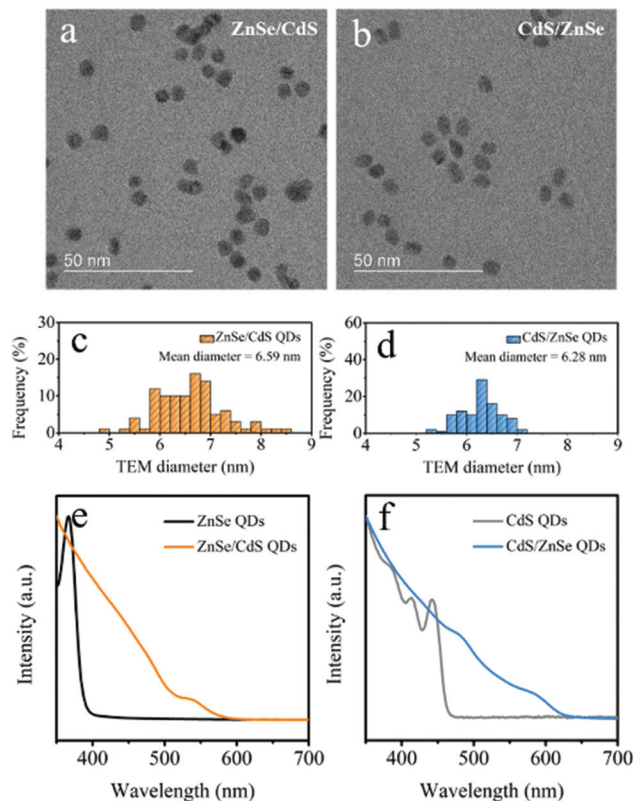 a
ZnSe/CdS
50 nm
b
CdS/ZnSe
50 nm
c
ZnSe/CdS QDs
Mean diameter = 6.59 nm
Frequency (%)
30
20
10
0
4 5 6 7 8 9
TEM diameter (nm)
d
CdS/ZnSe QDs
Mean diameter = 6.28 nm
Frequency (%)
60
40
20
0
4 5 6 7 8 9
TEM diameter (nm)
e
ZnSe QDs
ZnSe/CdS QDs
Intensity (a.u.)
400 500 600 700
Wavelength (nm)
f
CdS QDs
CdS/ZnSe QDs
Intensity (a.u.)
400 500 600 700
Wavelength (nm)